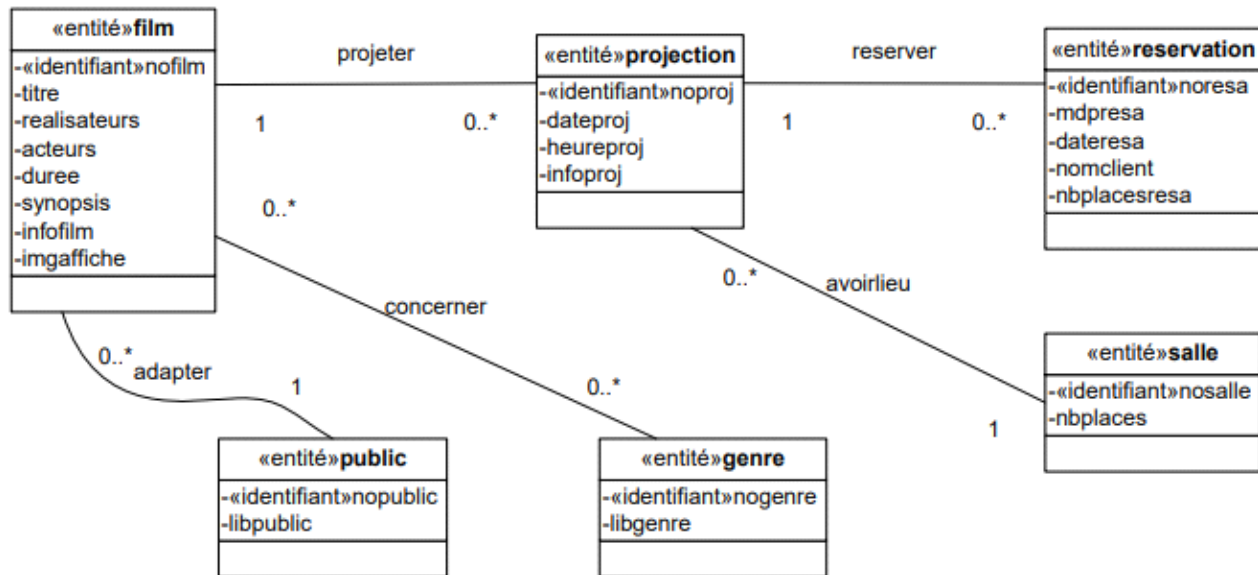 «entité»film
-«identifiant»nofilm
-titre
-realisateurs
-acteurs
-duree
-synopsis
-infofilm
-imgaffiche
projeter
1
0..*
«entité»projection
-«identifiant»noproj
-dateproj
-heureproj
-infoproj
reserver
1
0..*
«entité»reservation
-«identifiant»noresa
-mdpresa
-dateresa
-nomclient
-nbplacesresa
0..*
concerner
0..*
0..*
avoirlieu
1
«entité»salle
-«identifiant»nosalle
-nbplaces
0..*
adapter
1
«entité»public
-«identifiant»nopublic
-libpublic
«entité»genre
-«identifiant»nogenre
-libgenre